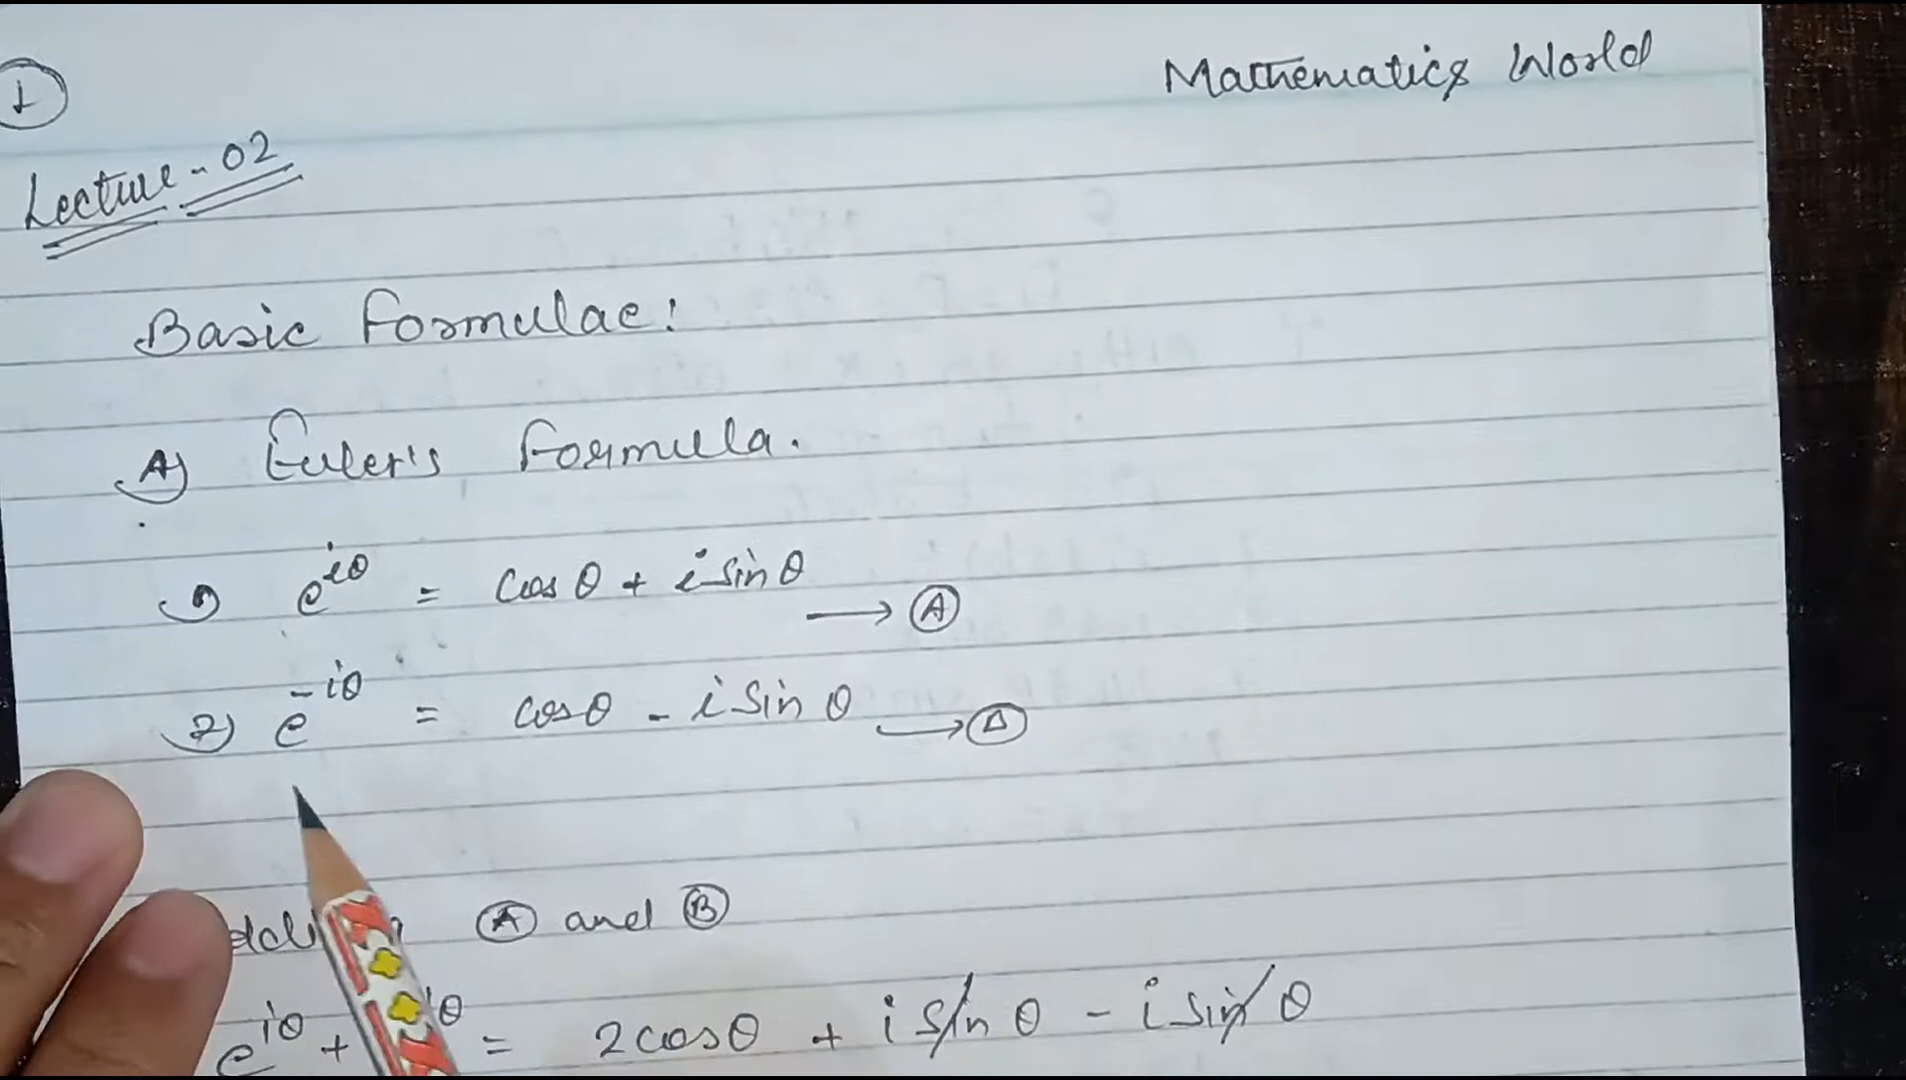 1
Mathematics World
Lecture - 02
Basic Formulae:
A) Euler's Formula.
1) e^{iθ} = Cos θ + i Sin θ → (A)
2) e^{-iθ} = cos θ - i Sin θ →
(A) and (B)
e^{iθ} + = 2cosθ + i sin θ - i sin θ